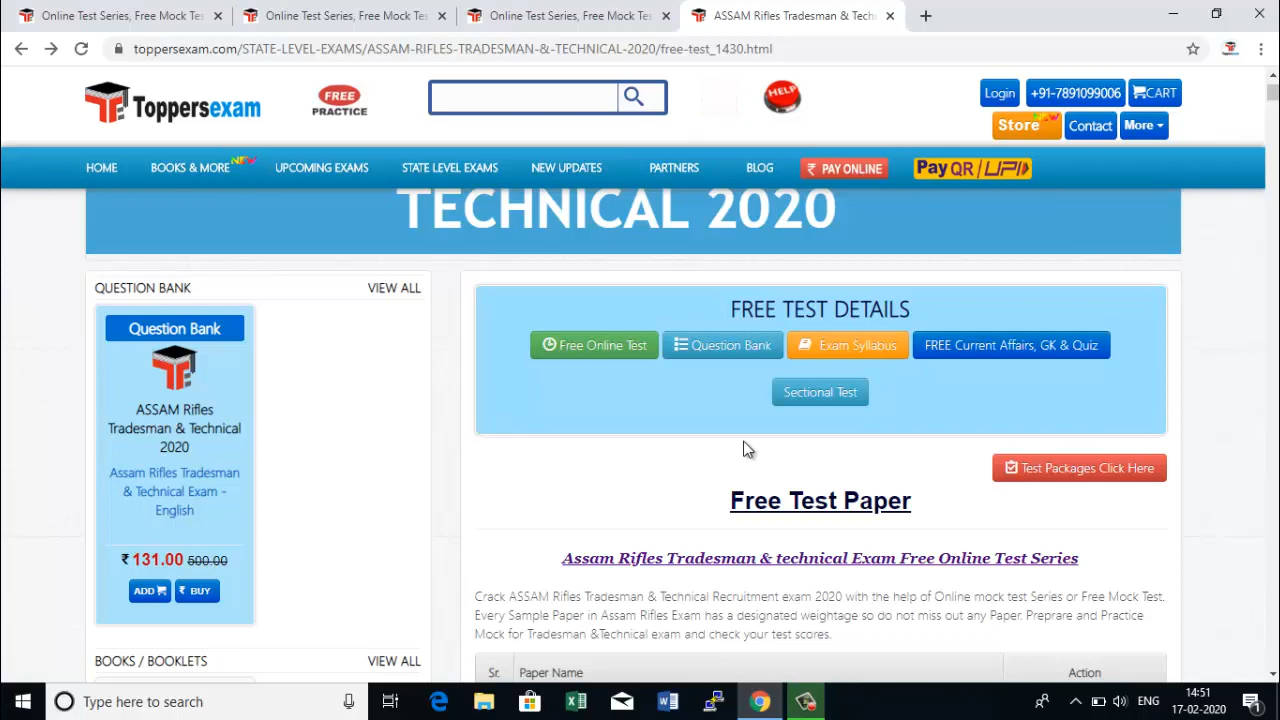 Online Test Series, Free Mock Tes
Online Test Series, Free Mock Tes
Online Test Series, Free Mock Tes
ASSAM Rifles Tradesman & Tech
toppersexam.com/STATE-LEVEL-EXAMS/ASSAM-RIFLES-TRADESMAN-&-TECHNICAL-2020/free-test_1430.html
Toppersexam
FREE
PRACTICE
HELP
Login
+91-7891099006
CART
Store
New
Contact
More
HOME
BOOKS & MORE
NEW
UPCOMING EXAMS
STATE LEVEL EXAMS
NEW UPDATES
PARTNERS
BLOG
₹ PAY ONLINE
Pay QR / UPI
TECHNICAL 2020
QUESTION BANK
VIEW ALL
Question Bank
ASSAM Rifles
Tradesman & Technical
2020
Assam Rifles Tradesman
& Technical Exam -
English
₹ 131.00 500.00
ADD
₹ BUY
BOOKS / BOOKLETS
VIEW ALL
FREE TEST DETAILS
Free Online Test
Question Bank
Exam Syllabus
FREE Current Affairs, GK & Quiz
Sectional Test
Test Packages Click Here
Free Test Paper
Assam Rifles Tradesman & technical Exam Free Online Test Series
Crack ASSAM Rifles Tradesman & Technical Recruitment exam 2020 with the help of Online mock test Series or Free Mock Test.
Every Sample Paper in Assam Rifles Exam has a designated weightage so do not miss out any Paper. Preprare and Practice
Mock for Tradesman &Technical exam and check your test scores.
Sr.
Paper Name
Action
Type here to search
ENG
14:51
17-02-2020
1